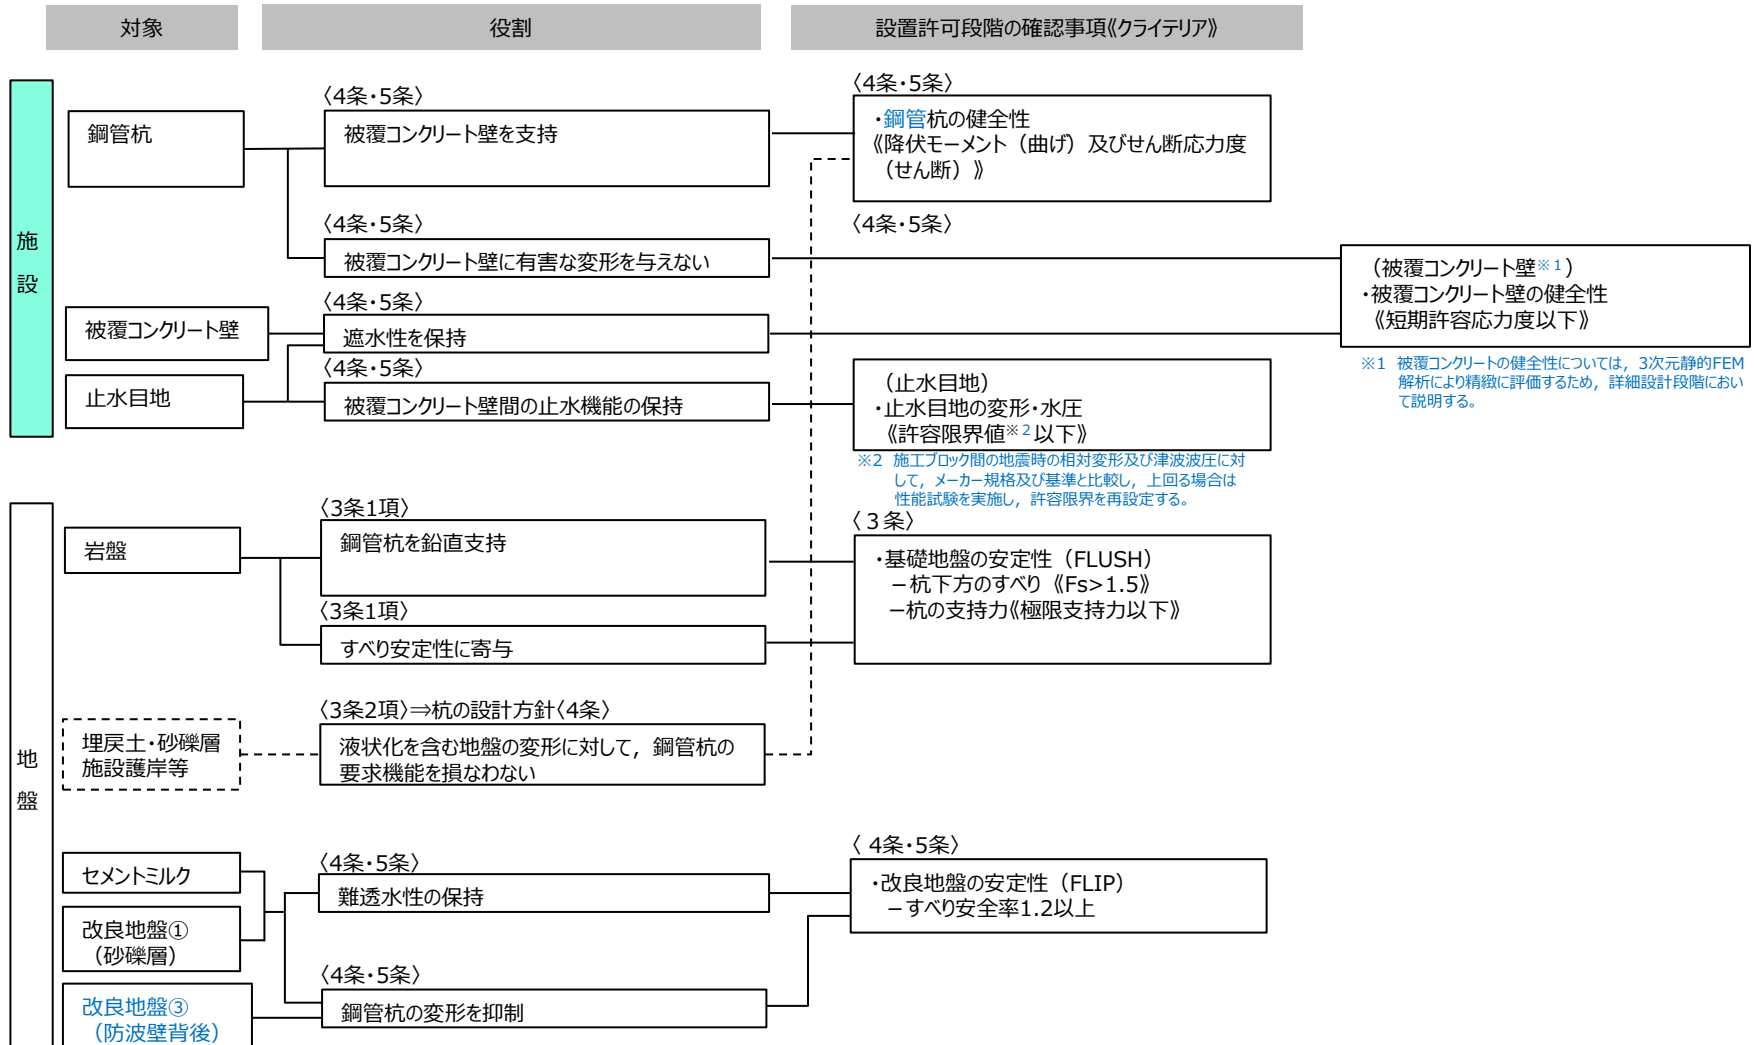 対象
役割
設置許可段階の確認事項《クライテリア》
施
設
鋼管杭
〈4条・5条〉
被覆コンクリート壁を支持
〈4条・5条〉
・鋼管杭の健全性
《降伏モーメント（曲げ）及びせん断応力度
（せん断）》
〈4条・5条〉
被覆コンクリート壁に有害な変形を与えない
〈4条・5条〉
（被覆コンクリート壁※1）
・被覆コンクリート壁の健全性
《短期許容応力度以下》
※1 被覆コンクリートの健全性については，3次元静的FEM
解析により精緻に評価するため，詳細設計段階におい
て説明する。
被覆コンクリート壁
〈4条・5条〉
遮水性を保持
止水目地
〈4条・5条〉
被覆コンクリート壁間の止水機能の保持
（止水目地）
・止水目地の変形・水圧
《許容限界値※2以下》
※2 施工ブロック間の地震時の相対変形及び津波波圧に対
して，メーカー規格及び基準と比較し，上回る場合は
性能試験を実施し，許容限界を再設定する。
地
盤
岩盤
〈3条1項〉
鋼管杭を鉛直支持
〈3条1項〉
すべり安定性に寄与
〈３条〉
・基礎地盤の安定性（FLUSH）
－杭下方のすべり《Fs>1.5》
－杭の支持力《極限支持力以下》
埋戻土・砂礫層
施設護岸等
〈3条2項〉⇒杭の設計方針〈4条〉
液状化を含む地盤の変形に対して，鋼管杭の
要求機能を損なわない
セメントミルク
改良地盤①
（砂礫層）
改良地盤③
（防波壁背後）
〈4条・5条〉
難透水性の保持
〈4条・5条〉
鋼管杭の変形を抑制
〈 4条・5条〉
・改良地盤の安定性（FLIP）
－すべり安全率1.2以上